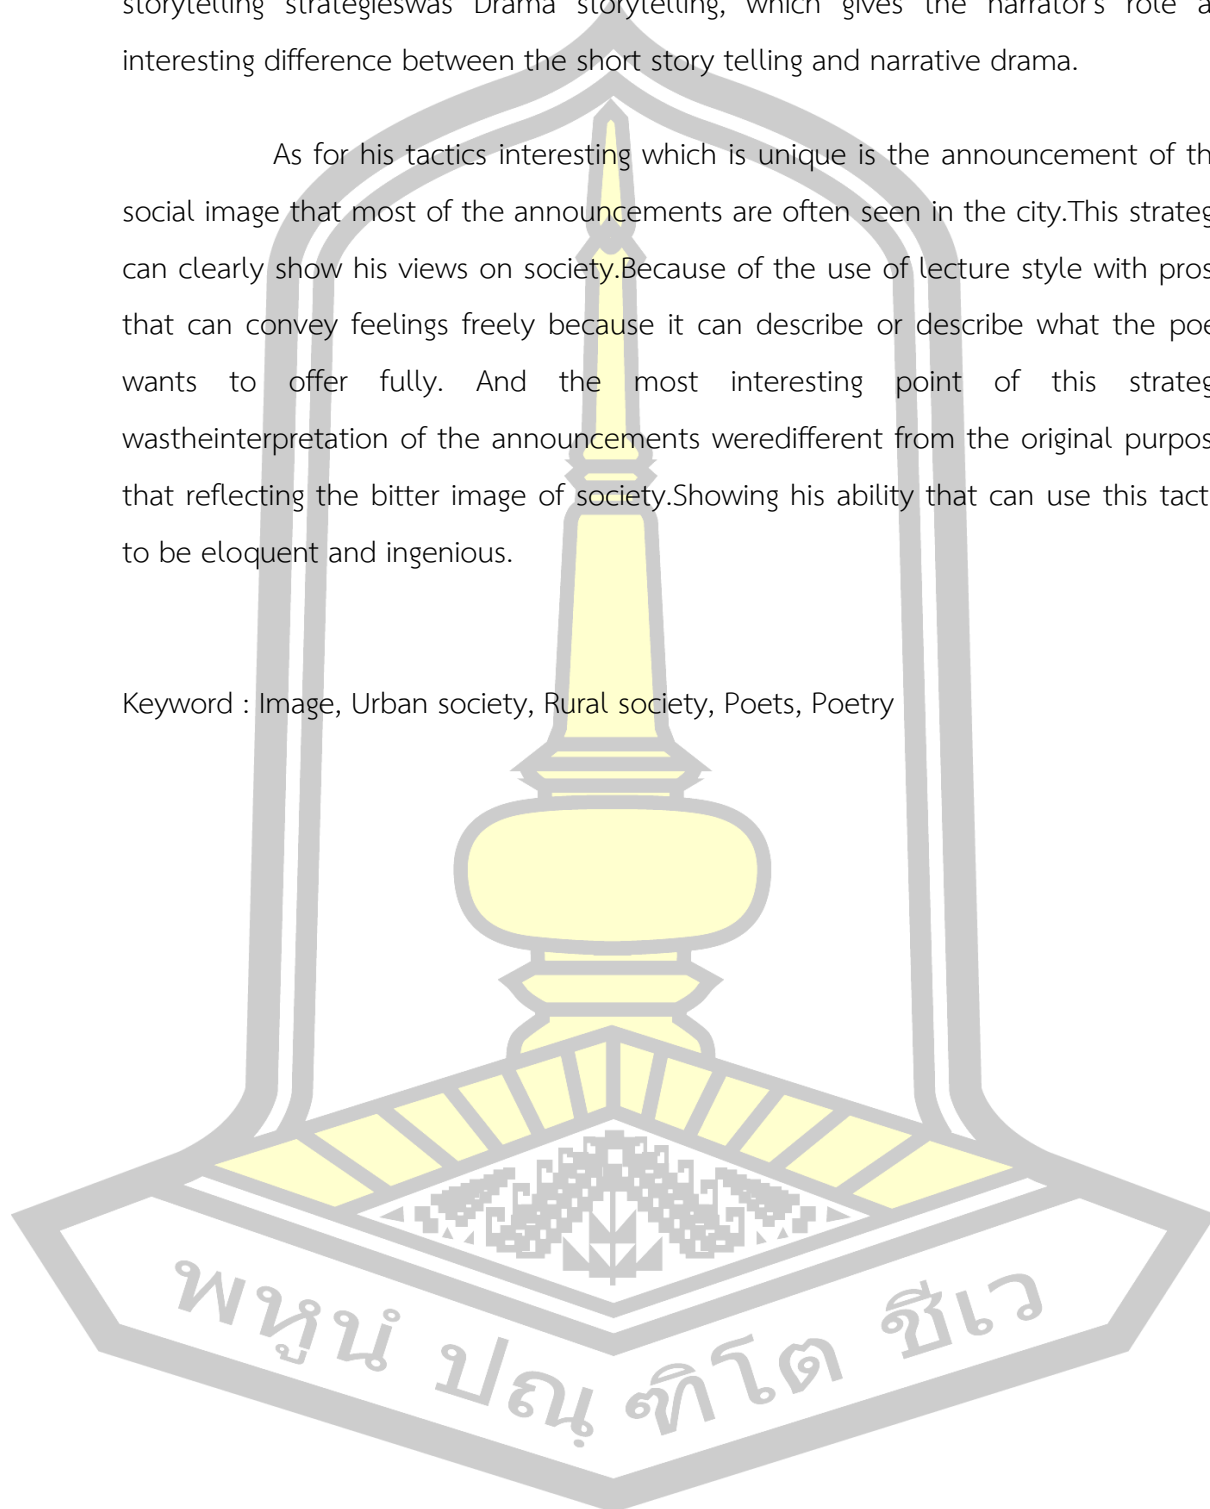 storytelling strategieswas Drama storytelling, which gives the narrator's role a
interesting difference between the short story telling and narrative drama.
As for his tactics interesting which is unique is the announcement of th
social image that most of the announcements are often seen in the city.This strateg
can clearly show his views on society.Because of the use of lecture style with pros
that can convey feelings freely because it can describe or describe what the poe
wants to offer fully. And the most interesting point of this strateg
wastheinterpretation of the announcements weredifferent from the original purpos
that reflecting the bitter image of society.Showing his ability that can use this tact
to be eloquent and ingenious.
Keyword : Image, Urban society, Rural society, Poets, Poetry
พหูนํ ปณฺฑิโต ชีเว